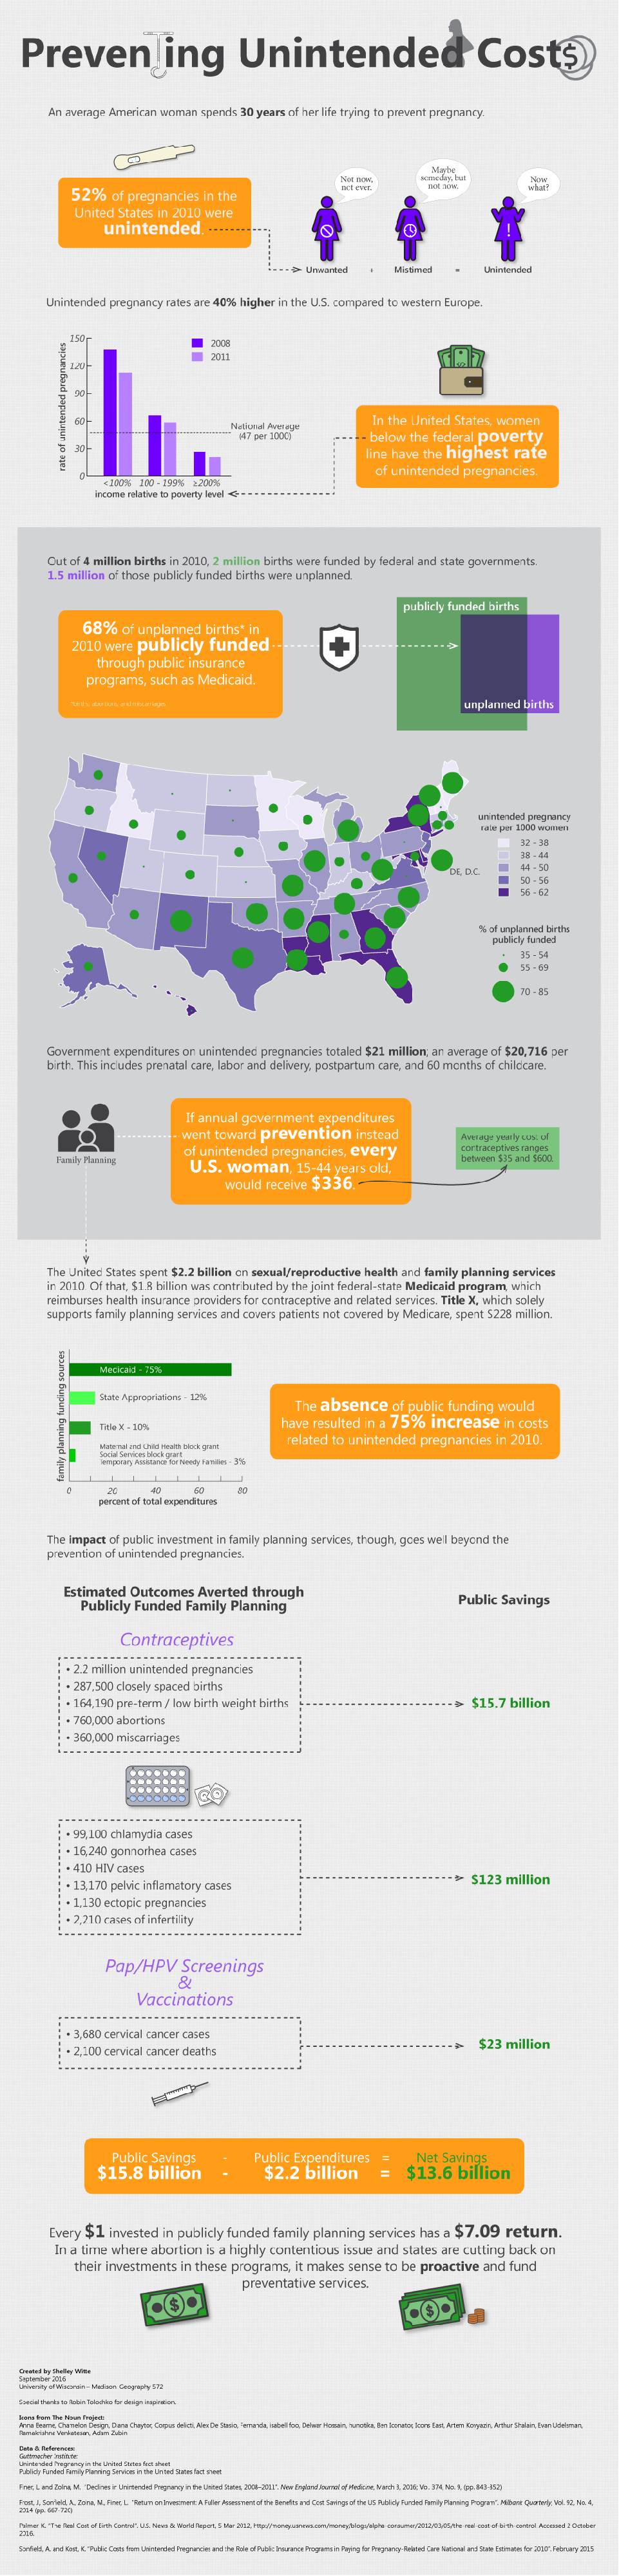 Preventing Unintended Cost$
An average American woman spends 30 years of her life trying to prevent pregnancy.
52% of pregnancies in the
United States in 2010 were
unintended.
Not now,
not ever.
Maybe
someday, but
not now.
Now
what?
Unwanted + Mistimed = Unintended
Unintended pregnancy rates are 40% higher in the U.S. compared to western Europe.
rate of unintended pregnancies
150
120
90
60
30
0
2008
2011
National Average
(47 per 1000)
<100% 100 - 199% ≥200%
income relative to poverty level
In the United States, women
below the federal poverty
line have the highest rate
of unintended pregnancies.
Out of 4 million births in 2010, 2 million births were funded by federal and state governments.
1.5 million of those publicly funded births were unplanned.
68% of unplanned births* in
2010 were publicly funded
through public insurance
programs, such as Medicaid.
*births, abortions, and miscarriages
publicly funded births
unplanned births
unintended pregnancy
rate per 1000 women
32 - 38
38 - 44
44 - 50
50 - 56
56 - 62
DE, D.C.
% of unplanned births
publicly funded
35 - 54
55 - 69
70 - 85
Government expenditures on unintended pregnancies totaled $21 million; an average of $20,716 per
birth. This includes prenatal care, labor and delivery, postpartum care, and 60 months of childcare.
Family Planning
If annual government expenditures
went toward prevention instead
of unintended pregnancies, every
U.S. woman, 15-44 years old,
would receive $336.
Average yearly cost of
contraceptives ranges
between $35 and $600.
The United States spent $2.2 billion on sexual/reproductive health and family planning services
in 2010. Of that, $1.8 billion was contributed by the joint federal-state Medicaid program, which
reimburses health insurance providers for contraceptive and related services. Title X, which solely
supports family planning services and covers patients not covered by Medicare, spent $228 million.
family planning funding sources
Medicaid - 75%
State Appropriations - 12%
Title X - 10%
Maternal and Child Health block grant
Social Services block grant
Temporary Assistance for Needy Families - 3%
0 20 40 60 80
percent of total expenditures
The absence of public funding would
have resulted in a 75% increase in costs
related to unintended pregnancies in 2010.
The impact of public investment in family planning services, though, goes well beyond the
prevention of unintended pregnancies.
Estimated Outcomes Averted through
Publicly Funded Family Planning
Public Savings
Contraceptives
• 2.2 million unintended pregnancies
• 287,500 closely spaced births
• 164,190 pre-term / low birth weight births
• 760,000 abortions
• 360,000 miscarriages
$15.7 billion
• 99,100 chlamydia cases
• 16,240 gonnorhea cases
• 410 HIV cases
• 13,170 pelvic inflamatory cases
• 1,130 ectopic pregnancies
• 2,210 cases of infertility
$123 million
Pap/HPV Screenings
&
Vaccinations
• 3,680 cervical cancer cases
• 2,100 cervical cancer deaths
$23 million
Public Savings - Public Expenditures = Net Savings
$15.8 billion - $2.2 billion = $13.6 billion
Every $1 invested in publicly funded family planning services has a $7.09 return.
In a time where abortion is a highly contentious issue and states are cutting back on
their investments in these programs, it makes sense to be proactive and fund
preventative services.
Created by Shelley Witte
September 2016
University of Wisconsin – Madison: Geography 572
Special thanks to Robin Tolochko for design inspiration.
Icons from The Noun Project:
Anna Bearne, Chamelon Design, Diana Chaytor, Corpus delicti, Alex De Stasio, Fernanda, isabell foo, Delwar Hossain, hunotika, Ben Iconator, Icons East, Artem Kovyazin, Arthur Shalain, Evan Udelsman,
Ramakrishna Venkatesan, Adam Zubin
Data & References:
Guttmacher Institute:
Unintended Pregnancy in the United States fact sheet
Publicly Funded Family Planning Services in the United States fact sheet
Finer, L and Zolna, M. "Declines in Unintended Pregnancy in the United States, 2008–2011". New England Journal of Medicine, March 3, 2016; Vol. 374, No. 9, (pp. 843-852)
Frost, J., Sonfield, A., Zolna, N., Finer, L. "Return on Investment: A Fuller Assessment of the Benefits and Cost Savings of the US Publicly Funded Family Planning Program". Milbank Quarterly, Vol. 92, No. 4,
2014 (pp. 667-720)
Palmer K. "The Real Cost of Birth Control". U.S. News & World Report, 5 Mar 2012, http://money.usnews.com/money/blogs/alpha-consumer/2012/03/05/the-real-cost-of-birth-control. Accessed 2 October
2016.
Sonfield, A. and Kost, K. "Public Costs from Unintended Pregnancies and the Role of Public Insurance Programs in Paying for Pregnancy-Related Care National and State Estimates for 2010". February 2015